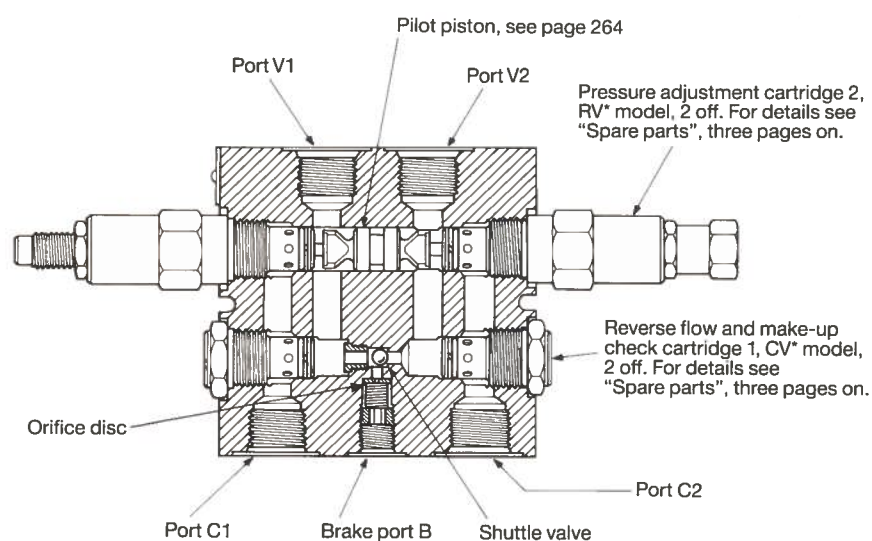 Pilot piston, see page 264
Port V1
Port V2
Pressure adjustment cartridge 2,
RV* model, 2 off. For details see
“Spare parts”, three pages on.
Reverse flow and make-up
check cartridge 1, CV* model,
2 off. For details see
“Spare parts”, three pages on.
Orifice disc
Port C2
Port C1
Brake port B
Shuttle valve